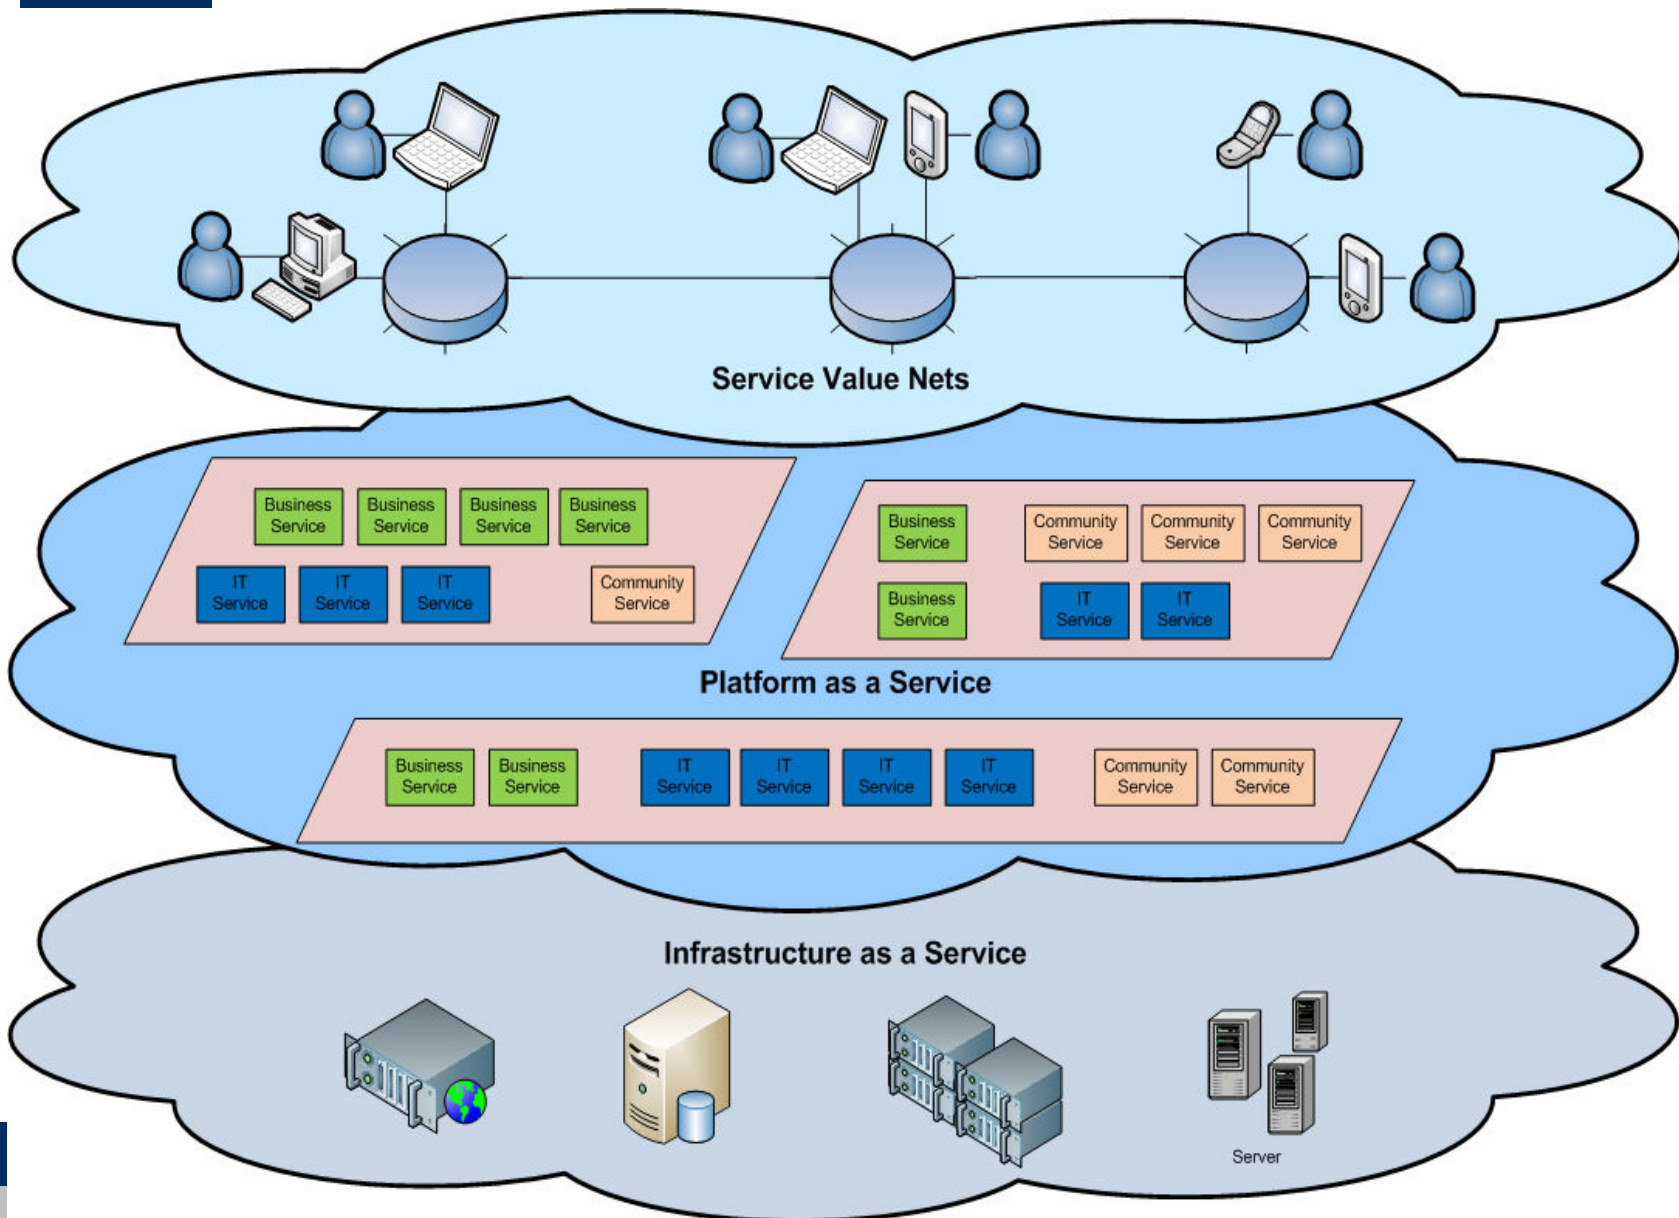 Service Value Nets
Business
Service
Business
Service
Business
Service
Business
Service
IT
Service
IT
Service
IT
Service
Community
Service
Business
Service
Community
Service
Community
Service
Community
Service
Business
Service
IT
Service
IT
Service
Platform as a Service
Business
Service
Business
Service
IT
Service
IT
Service
IT
Service
IT
Service
Community
Service
Community
Service
Infrastructure as a Service
Server